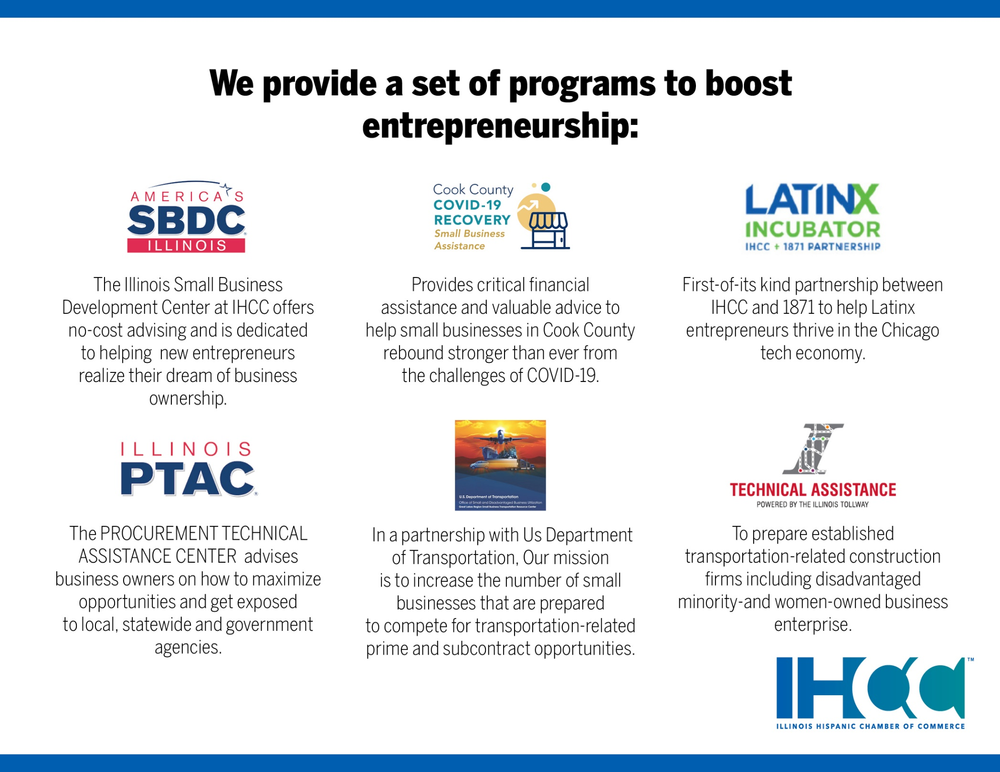 We provide a set of programs to boost
entrepreneurship:
AMERICA'S
SBDC
ILLINOIS
The Illinois Small Business
Development Center at IHCC offers
no-cost advising and is dedicated
to helping  new entrepreneurs
realize their dream of business
ownership.
Cook County
COVID-19
RECOVERY
Small Business
Assistance
Provides critical financial
assistance and valuable advice to
help small businesses in Cook County
rebound stronger than ever from
the challenges of COVID-19.
LATINX
INCUBATOR
IHCC + 1871 PARTNERSHIP
First-of-its kind partnership between
IHCC and 1871 to help Latinx
entrepreneurs thrive in the Chicago
tech economy.
ILLINOIS
PTAC®
The PROCUREMENT TECHNICAL
ASSISTANCE CENTER  advises
business owners on how to maximize
opportunities and get exposed
to local, statewide and government
agencies.
U.S. Department of Transportation
Office of Small and Disadvantaged Business Utilization
Great Lakes Region Small Business Transportation Resource Center
In a partnership with Us Department
of Transportation, Our mission
is to increase the number of small
businesses that are prepared
to compete for transportation-related
prime and subcontract opportunities.
TECHNICAL ASSISTANCE
POWERED BY THE ILLINOIS TOLLWAY
To prepare established
transportation-related construction
firms including disadvantaged
minority-and women-owned business
enterprise.
IHCC™
ILLINOIS HISPANIC CHAMBER OF COMMERCE